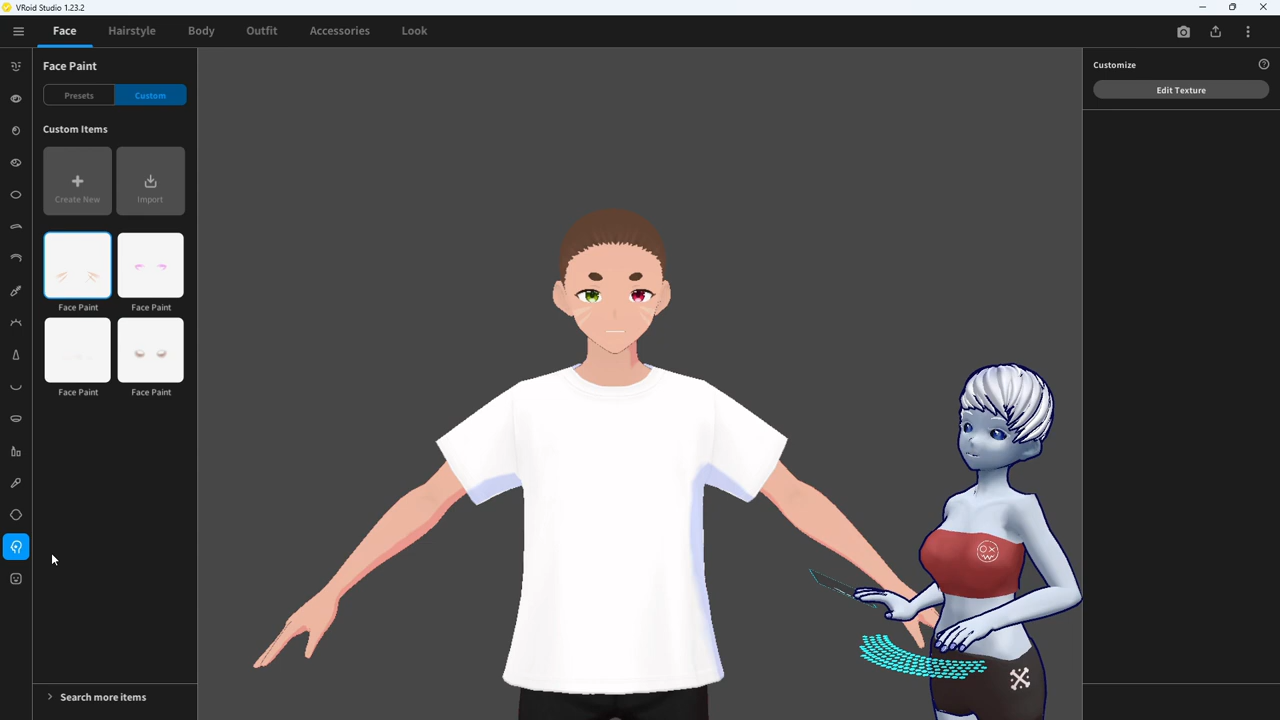 VRoid Studio 1.23.2
Face Hairstyle Body Outfit Accessories Look
Face Paint
Presets Custom
Custom Items
Create New Import
Face Paint Face Paint
Face Paint Face Paint
Search more items
Customize
Edit Texture